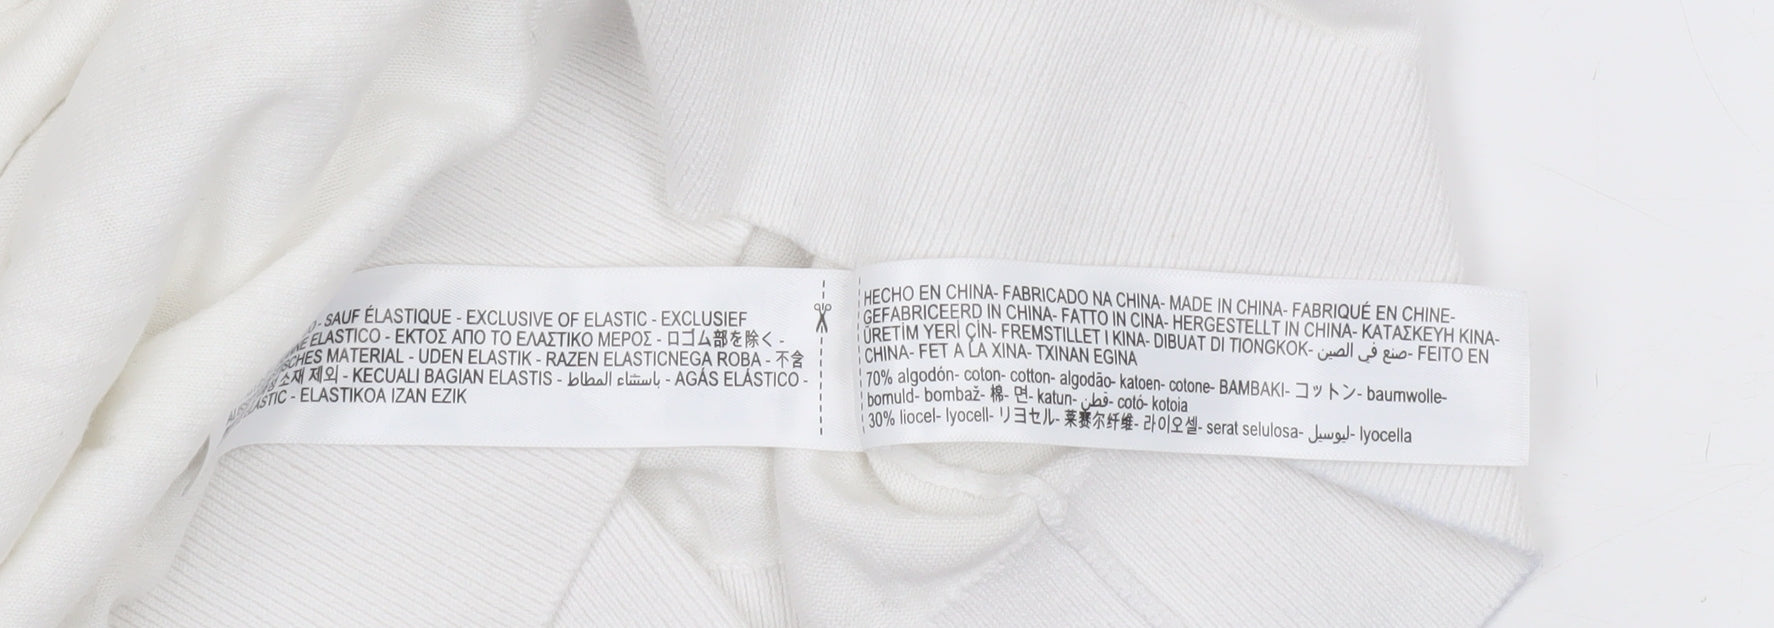 SAUF ÉLASTIQUE - EXCLUSIVE OF ELASTIC - EXCLUSIEF
ELASTICO - ΕΚΤΟΣ ΑΠΟ ΤΟ ΕΛΑΣΤΙΚΟ ΜΕΡΟΣ - ロゴム部を除く -
MATERIAL - UDEN ELASTIK - RAZEN ELASTICNEGA ROBA - 不含
소재 제외 - KECUALI BAGIAN ELASTIS - باستثناء المطاط - AGÁS ELÁSTICO -
- ELASTIKOA IZAN EZIK
HECHO EN CHINA- FABRICADO NA CHINA- MADE IN CHINA- FABRIQUÉ EN CHINE-
GEFABRICEERD IN CHINA- FATTO IN CINA- HERGESTELLT IN CHINA- ΚΑΤΑΣΚΕΥΗ ΚΙΝΑ-
ÜRETİM YERİ ÇİN- FREMSTILLET I KINA- DIBUAT DI TIONGKOK- صنع في الصين- FEITO EN
CHINA- FET A LA XINA- TXINAN EGINA
70% algodón- coton- cotton- algodão- katoen- cotone- ΒΑΜΒΑΚΙ- コットン- baumwolle-
bomuld- bombaž- 棉- 면- katun- قطن- cotó- kotoia
30% liocel- lyocell- リヨセル- 莱赛尔纤维- 라이오셀- serat selulosa- ليوسيل- lyocella